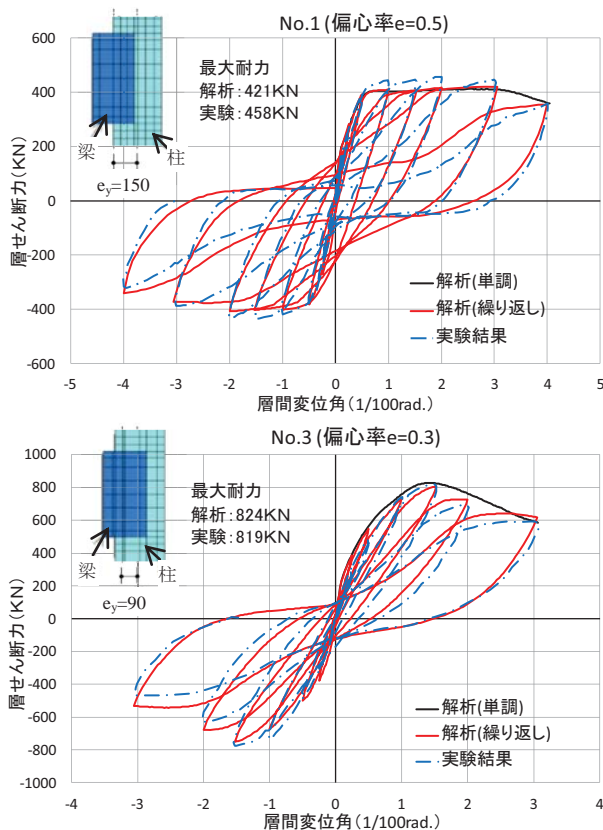 No.1 (偏心率e=0.5)
最大耐力
解析:421KN
実験:458KN
梁
柱
e_y=150
層せん断力(KN)
600
400
200
0
-200
-400
-600
解析(単調)
解析(繰り返し)
実験結果
-5 -4 -3 -2 -1 0 1 2 3 4 5
層間変位角(1/100rad.)
No.3 (偏心率e=0.3)
最大耐力
解析:824KN
実験:819KN
梁
柱
e_y=90
層せん断力(KN)
1000
800
600
400
200
0
-200
-400
-600
-800
-1000
解析(単調)
解析(繰り返し)
実験結果
-4 -3 -2 -1 0 1 2 3 4
層間変位角(1/100rad.)